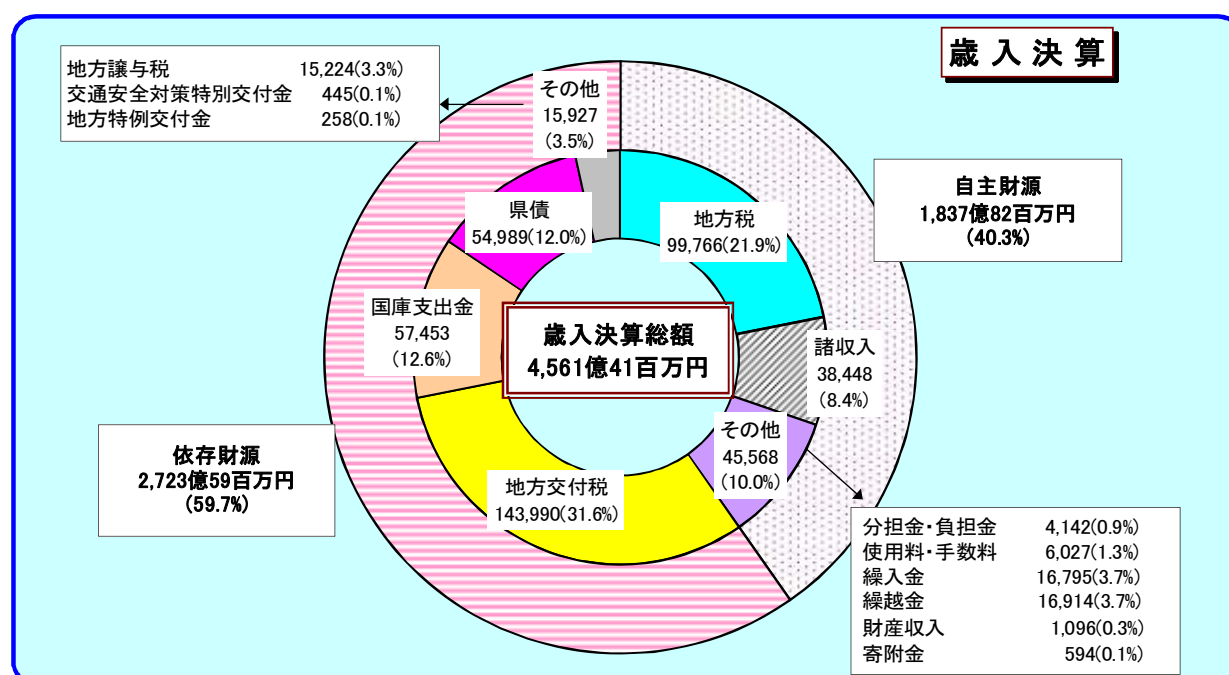 歳入決算
地方譲与税 15,224(3.3%)
交通安全対策特別交付金 445(0.1%)
地方特例交付金 258(0.1%)
その他
15,927
(3.5%)
県債
54,989(12.0%)
地方税
99,766(21.9%)
自主財源
1,837億82百万円
(40.3%)
国庫支出金
57,453
(12.6%)
歳入決算総額
4,561億41百万円
諸収入
38,448
(8.4%)
その他
45,568
(10.0%)
依存財源
2,723億59百万円
(59.7%)
地方交付税
143,990(31.6%)
分担金・負担金 4,142(0.9%)
使用料・手数料 6,027(1.3%)
繰入金 16,795(3.7%)
繰越金 16,914(3.7%)
財産収入 1,096(0.3%)
寄附金 594(0.1%)